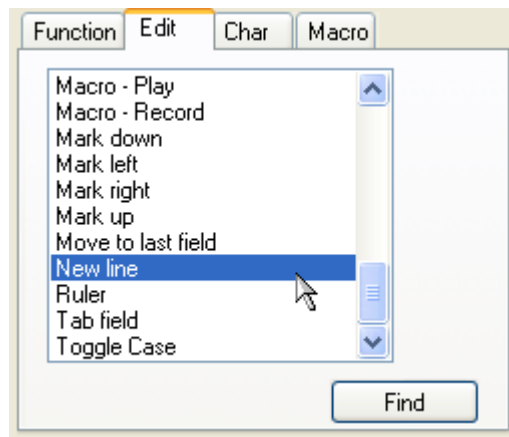 Function Edit Char Macro
Macro - Play
Macro - Record
Mark down
Mark left
Mark right
Mark up
Move to last field
New line
Ruler
Tab field
Toggle Case
Find